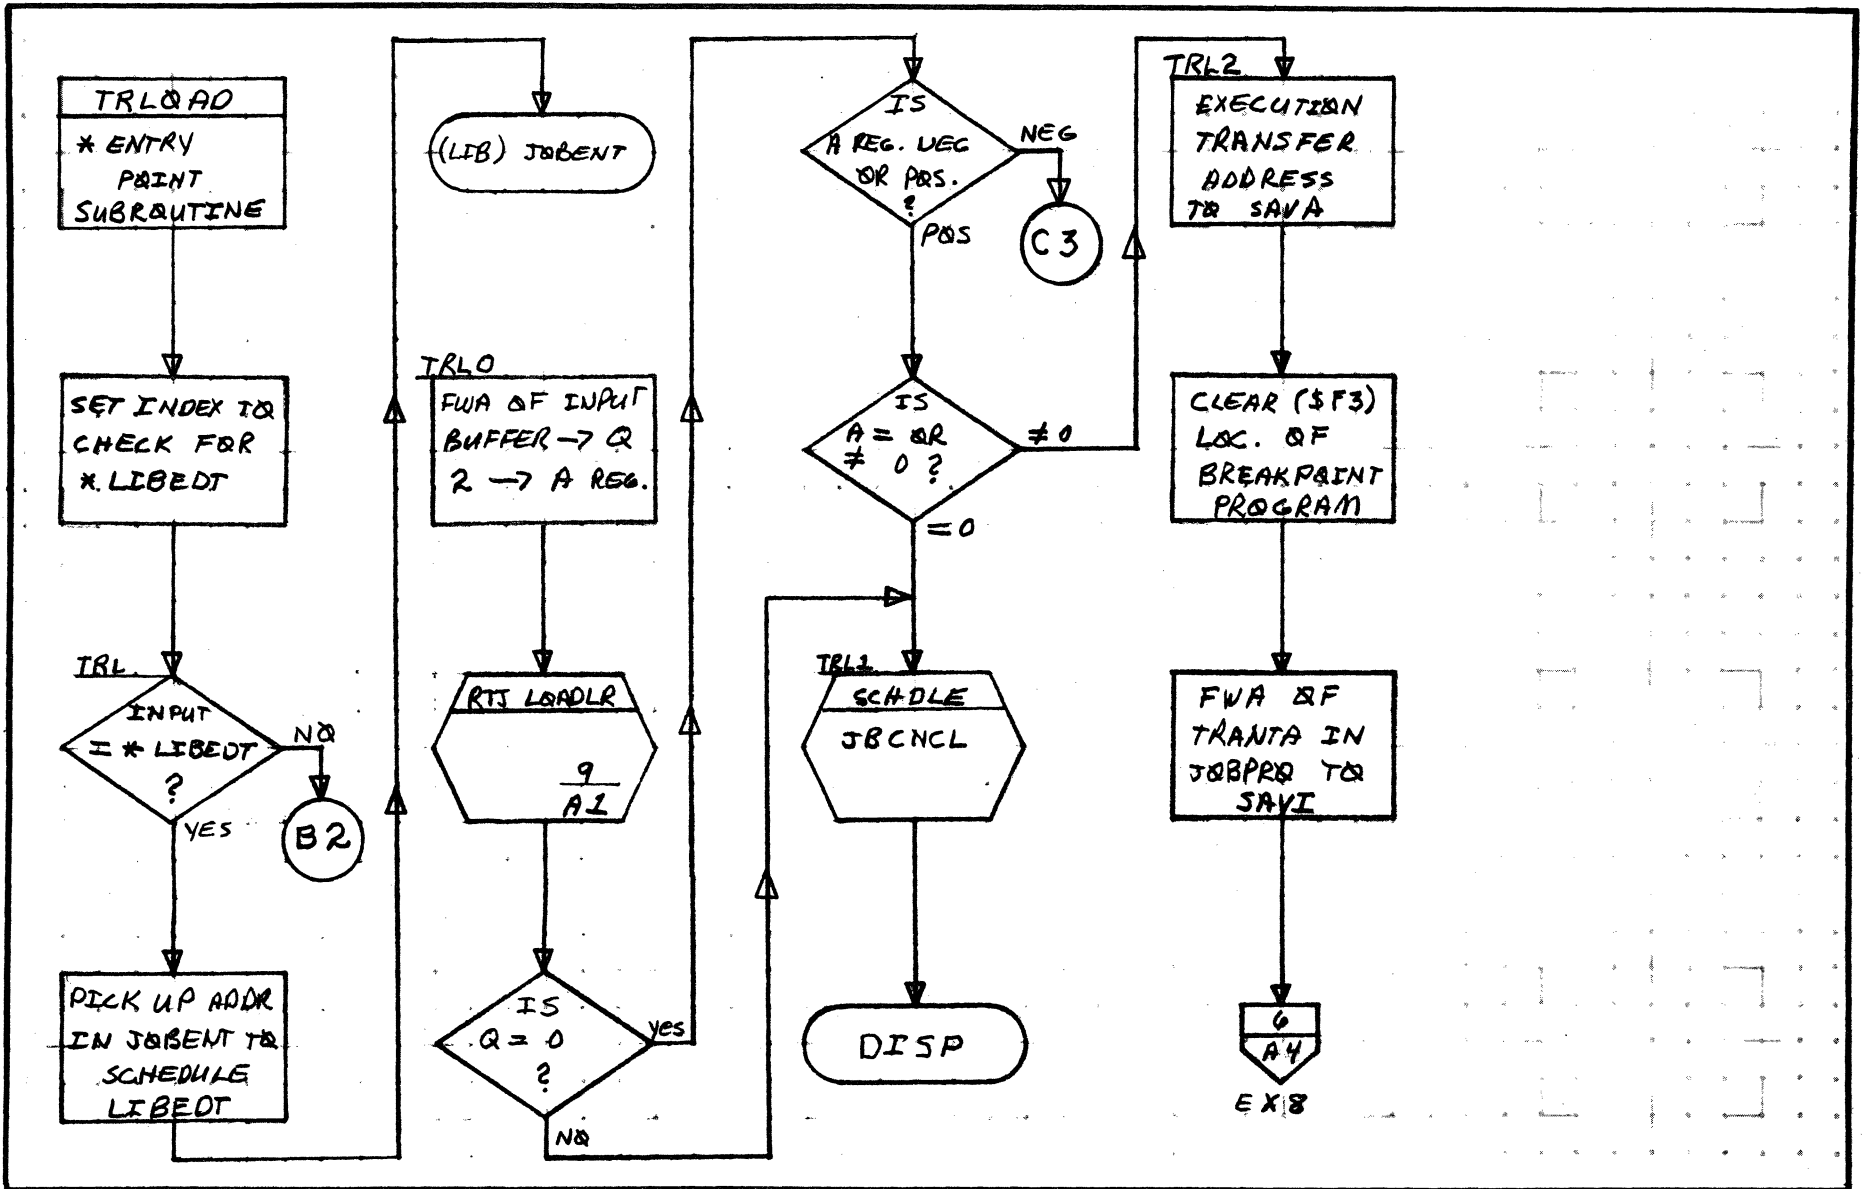 TRLOAD
* ENTRY
POINT
SUBROUTINE
SET INDEX TO
CHECK FOR
*LIBEDT
TRL
INPUT
= * LIBEDT
?
NO
B2
YES
PICK UP ADDR
IN JOBENT TO
SCHEDULE
LIBEDT
(LIB) JOBENT
TRL0
FWA OF INPUT
BUFFER → Q
2 → A REG.
RTJ LOADLR
9
A1
IS
Q = 0
?
yes
NO
IS
A REG. NEG
OR POS.
?
NEG
C3
POS
IS
A = OR
≠ 0 ?
≠ 0
= 0
TRL1
SCHDLE
JBCNCL
DISP
TRL2
EXECUTION
TRANSFER
ADDRESS
TO SAVA
CLEAR ($F3)
LOC. OF
BREAKPOINT
PROGRAM
FWA OF
TRANTA IN
JOBPRO TO
SAVI
6
A4
EX8